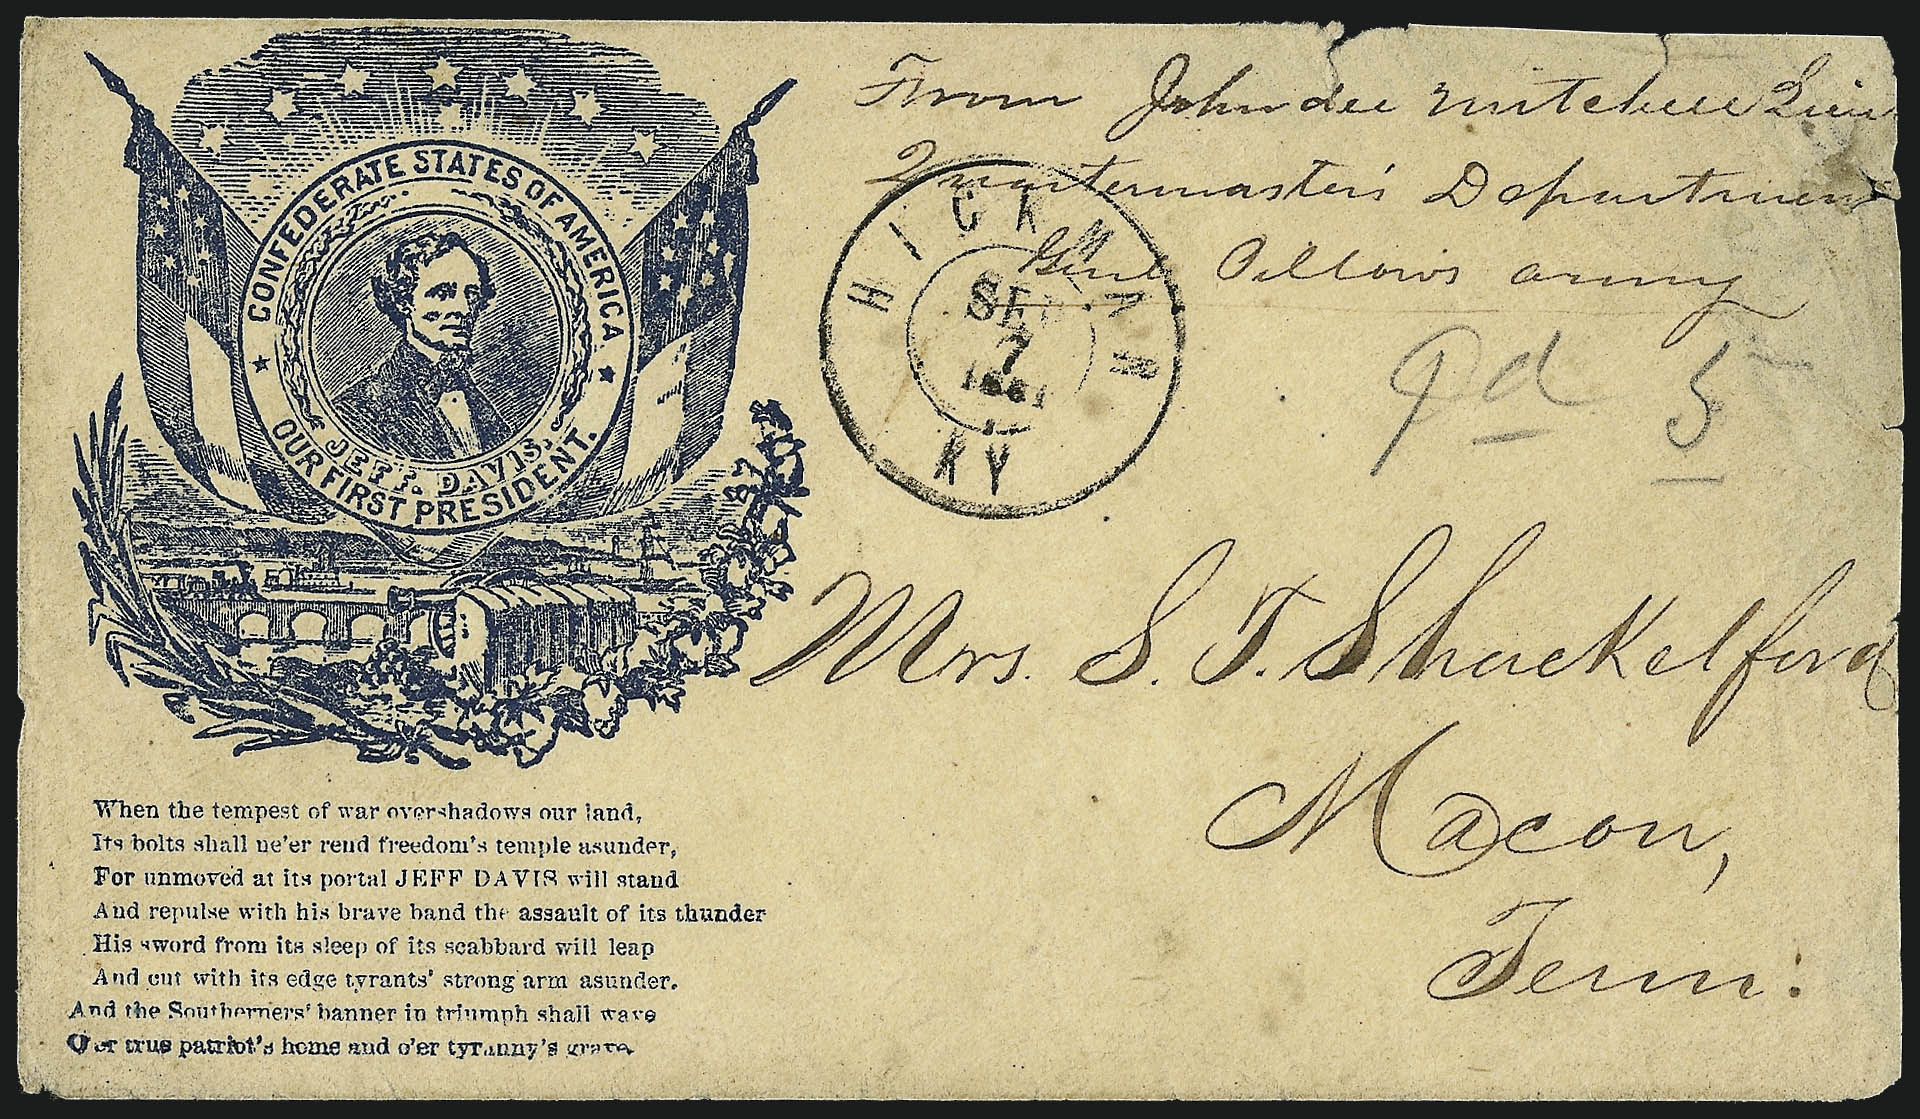 CONFEDERATE STATES OF AMERICA
JEFF. DAVIS.
OUR FIRST PRESIDENT.
From John dee Mitchell Lieu
Quartermaster's Department
Genl Pillows army
HICKMAN
SEP
7
1861
KY
Pd 5
Mrs. S. T. Shackelford
Macon,
Tenn:
When the tempest of war overshadows our land,
Its bolts shall ne'er rend freedom's temple asunder,
For unmoved at its portal JEFF DAVIS will stand
And repulse with his brave band the assault of its thunder
His sword from its sleep of its scabbard will leap
And cut with its edge tyrants' strong arm asunder.
And the Southerners' banner in triumph shall wave
O'er true patriot's home and o'er tyranny's grave.